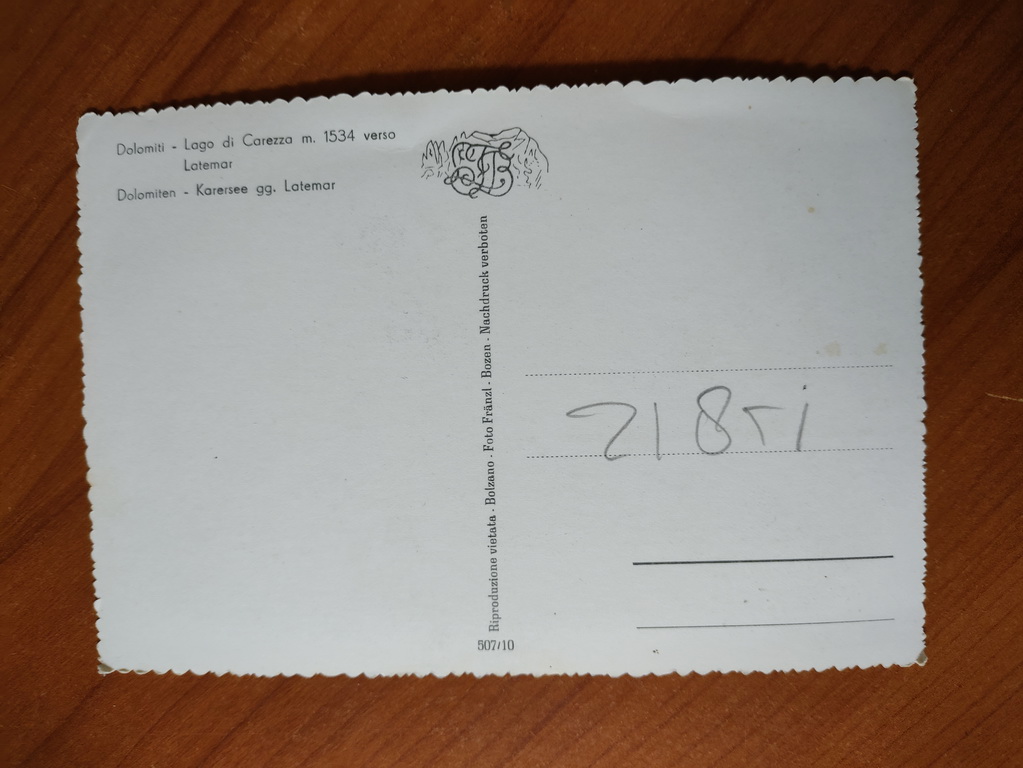 Dolomiti - Lago di Carezza m. 1534 verso
Latemar
Dolomiten - Karersee gg. Latemar
Riproduzione vietata · Bolzano · Foto Fränzl · Bozen · Nachdruck verboten
507/10